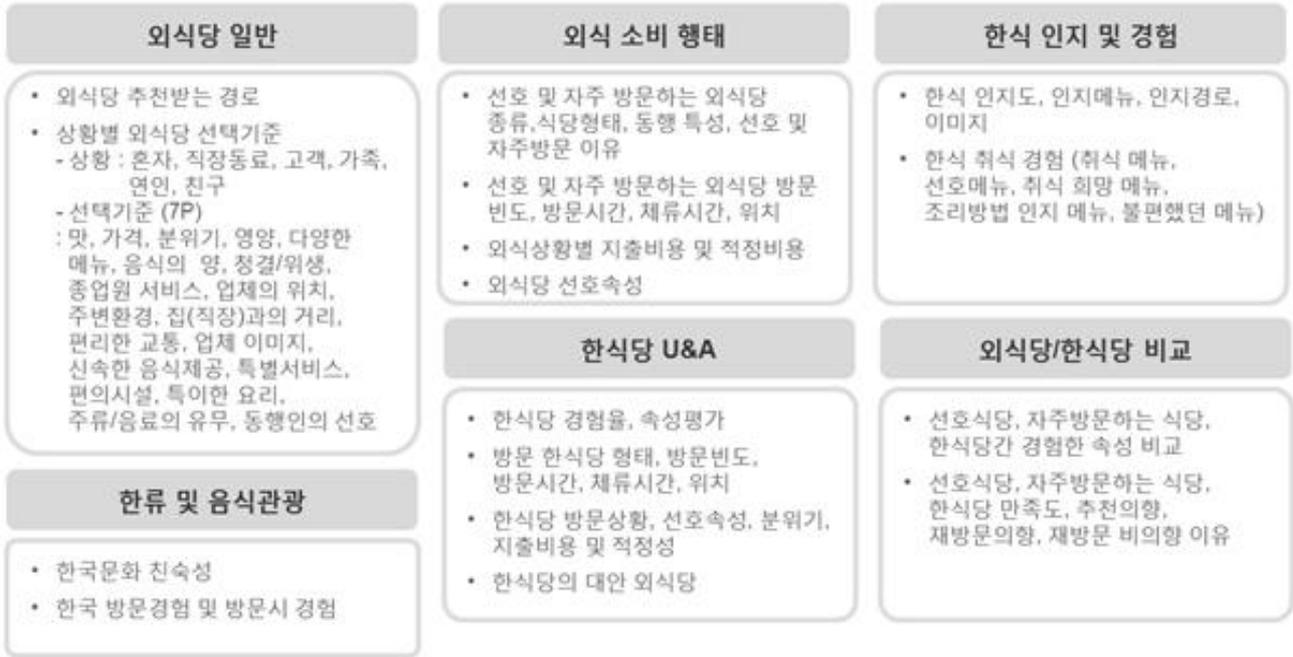 외식당 일반
• 외식당 추천받는 경로
• 상황별 외식당 선택기준
- 상황 : 혼자, 직장동료, 고객, 가족,
연인, 친구
- 선택기준 (7P)
: 맛, 가격, 분위기, 영양, 다양한
메뉴, 음식의 양, 청결/위생,
종업원 서비스, 업체의 위치,
주변환경, 집(직장)과의 거리,
편리한 교통, 업체 이미지,
신속한 음식제공, 특별서비스,
편의시설, 특이한 요리,
주류/음료의 유무, 동행인의 선호
한류 및 음식관광
• 한국문화 친숙성
• 한국 방문경험 및 방문시 경험
외식 소비 행태
• 선호 및 자주 방문하는 외식당
종류,식당형태, 동행 특성, 선호 및
자주방문 이유
• 선호 및 자주 방문하는 외식당 방문
빈도, 방문시간, 체류시간, 위치
• 외식상황별 지출비용 및 적정비용
• 외식당 선호속성
한식당 U&A
• 한식당 경험율, 속성평가
• 방문 한식당 형태, 방문빈도,
방문시간, 체류시간, 위치
• 한식당 방문상황, 선호속성, 분위기,
지출비용 및 적정성
• 한식당의 대안 외식당
한식 인지 및 경험
• 한식 인지도, 인지메뉴, 인지경로,
이미지
• 한식 취식 경험 (취식 메뉴,
선호메뉴, 취식 희망 메뉴,
조리방법 인지 메뉴, 불편했던 메뉴)
외식당/한식당 비교
• 선호식당, 자주방문하는 식당,
한식당간 경험한 속성 비교
• 선호식당, 자주방문하는 식당,
한식당 만족도, 추천의향,
재방문의향, 재방문 비의향 이유